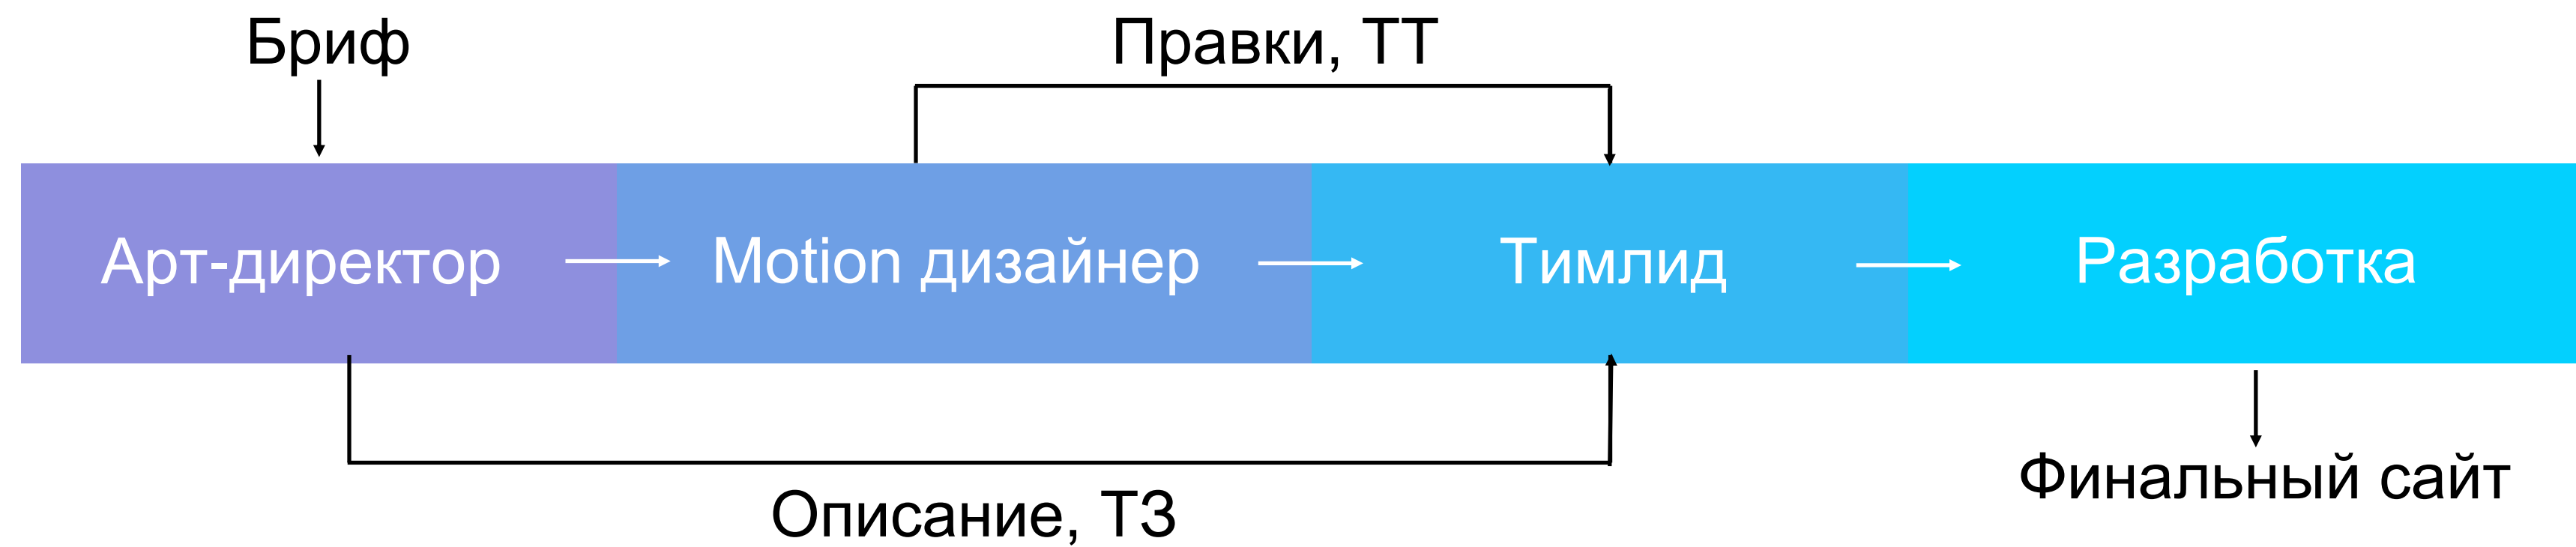 Бриф
Правки, ТТ
Арт-директор
Motion дизайнер
Тимлид
Разработка
Описание, ТЗ
Финальный сайт